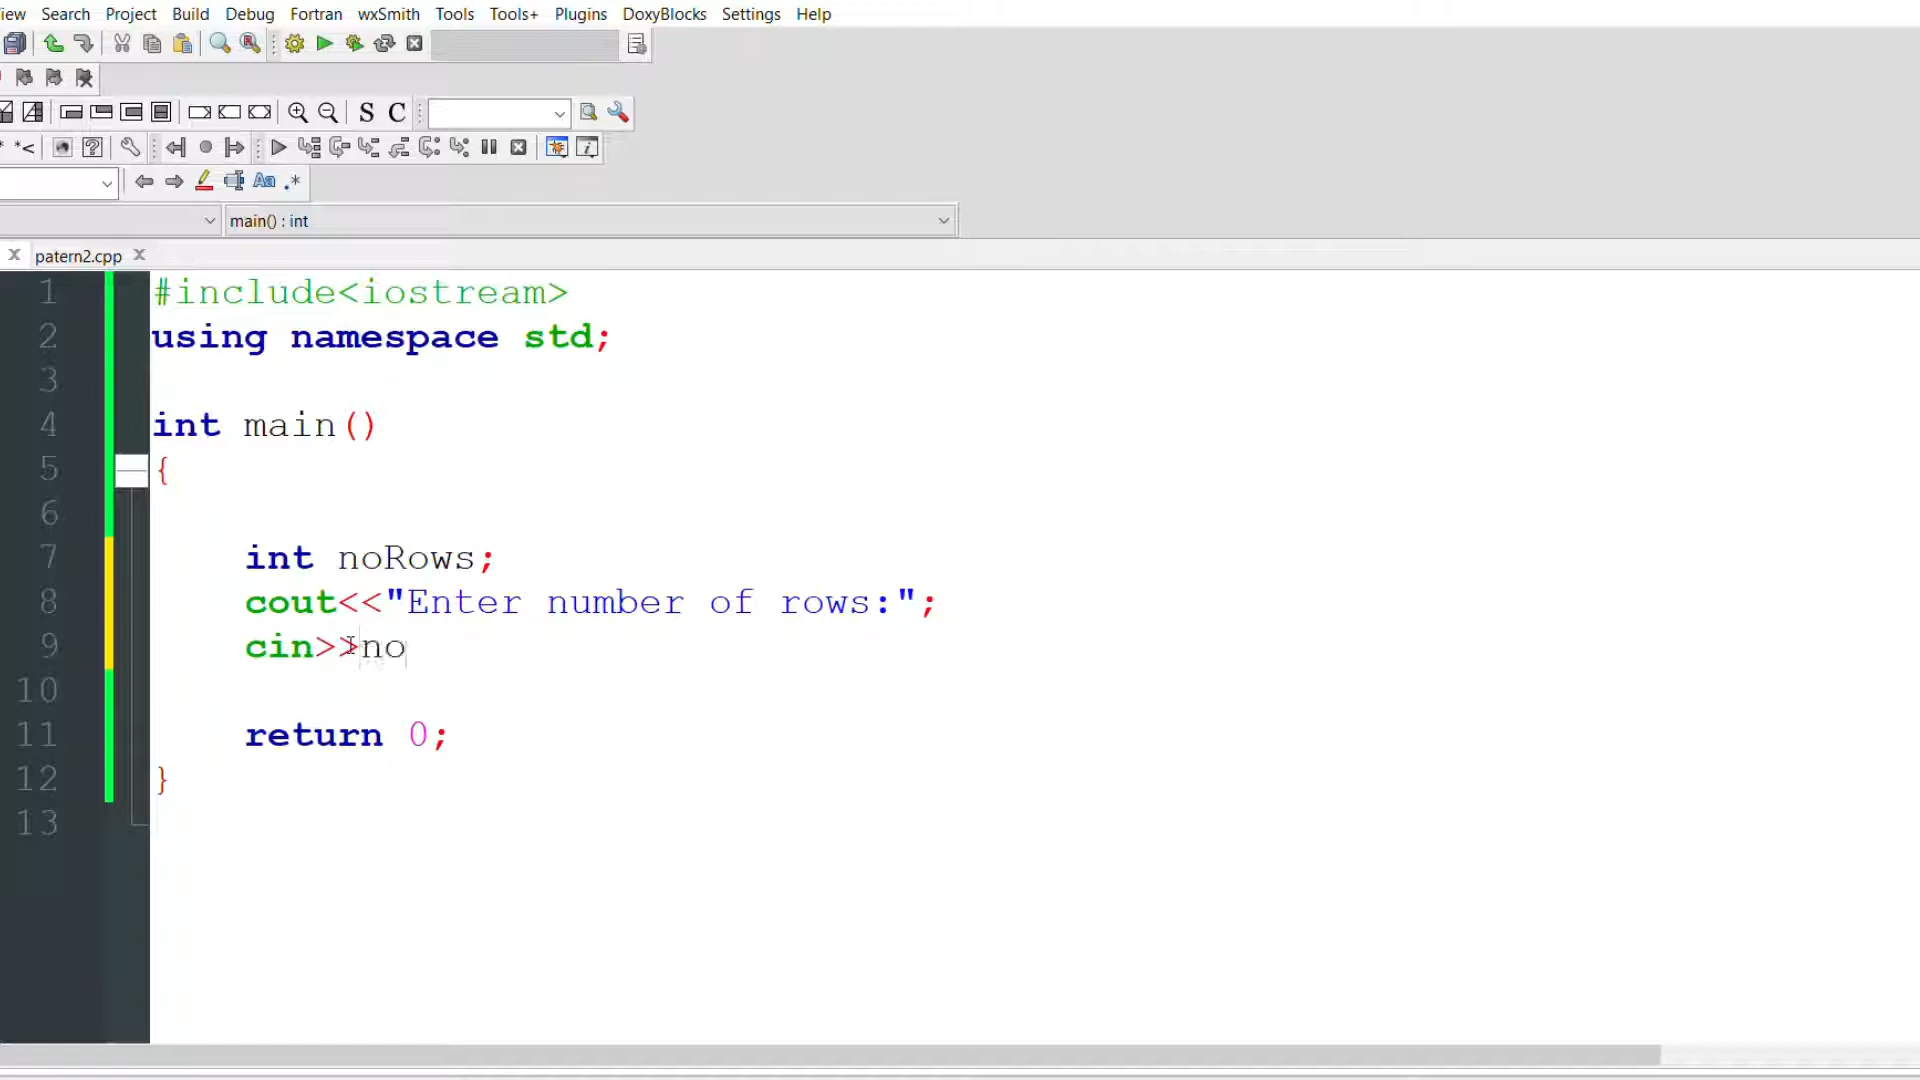 iew Search Project Build Debug Fortran wxSmith Tools Tools+ Plugins DoxyBlocks Settings Help
S C
*<
Aa .*
main() : int
patern2.cpp
1 #include<iostream>
2 using namespace std;
3
4 int main()
5 {
6
7 int noRows;
8 cout<<"Enter number of rows:";
9 cin>>no
10
11 return 0;
12 }
13